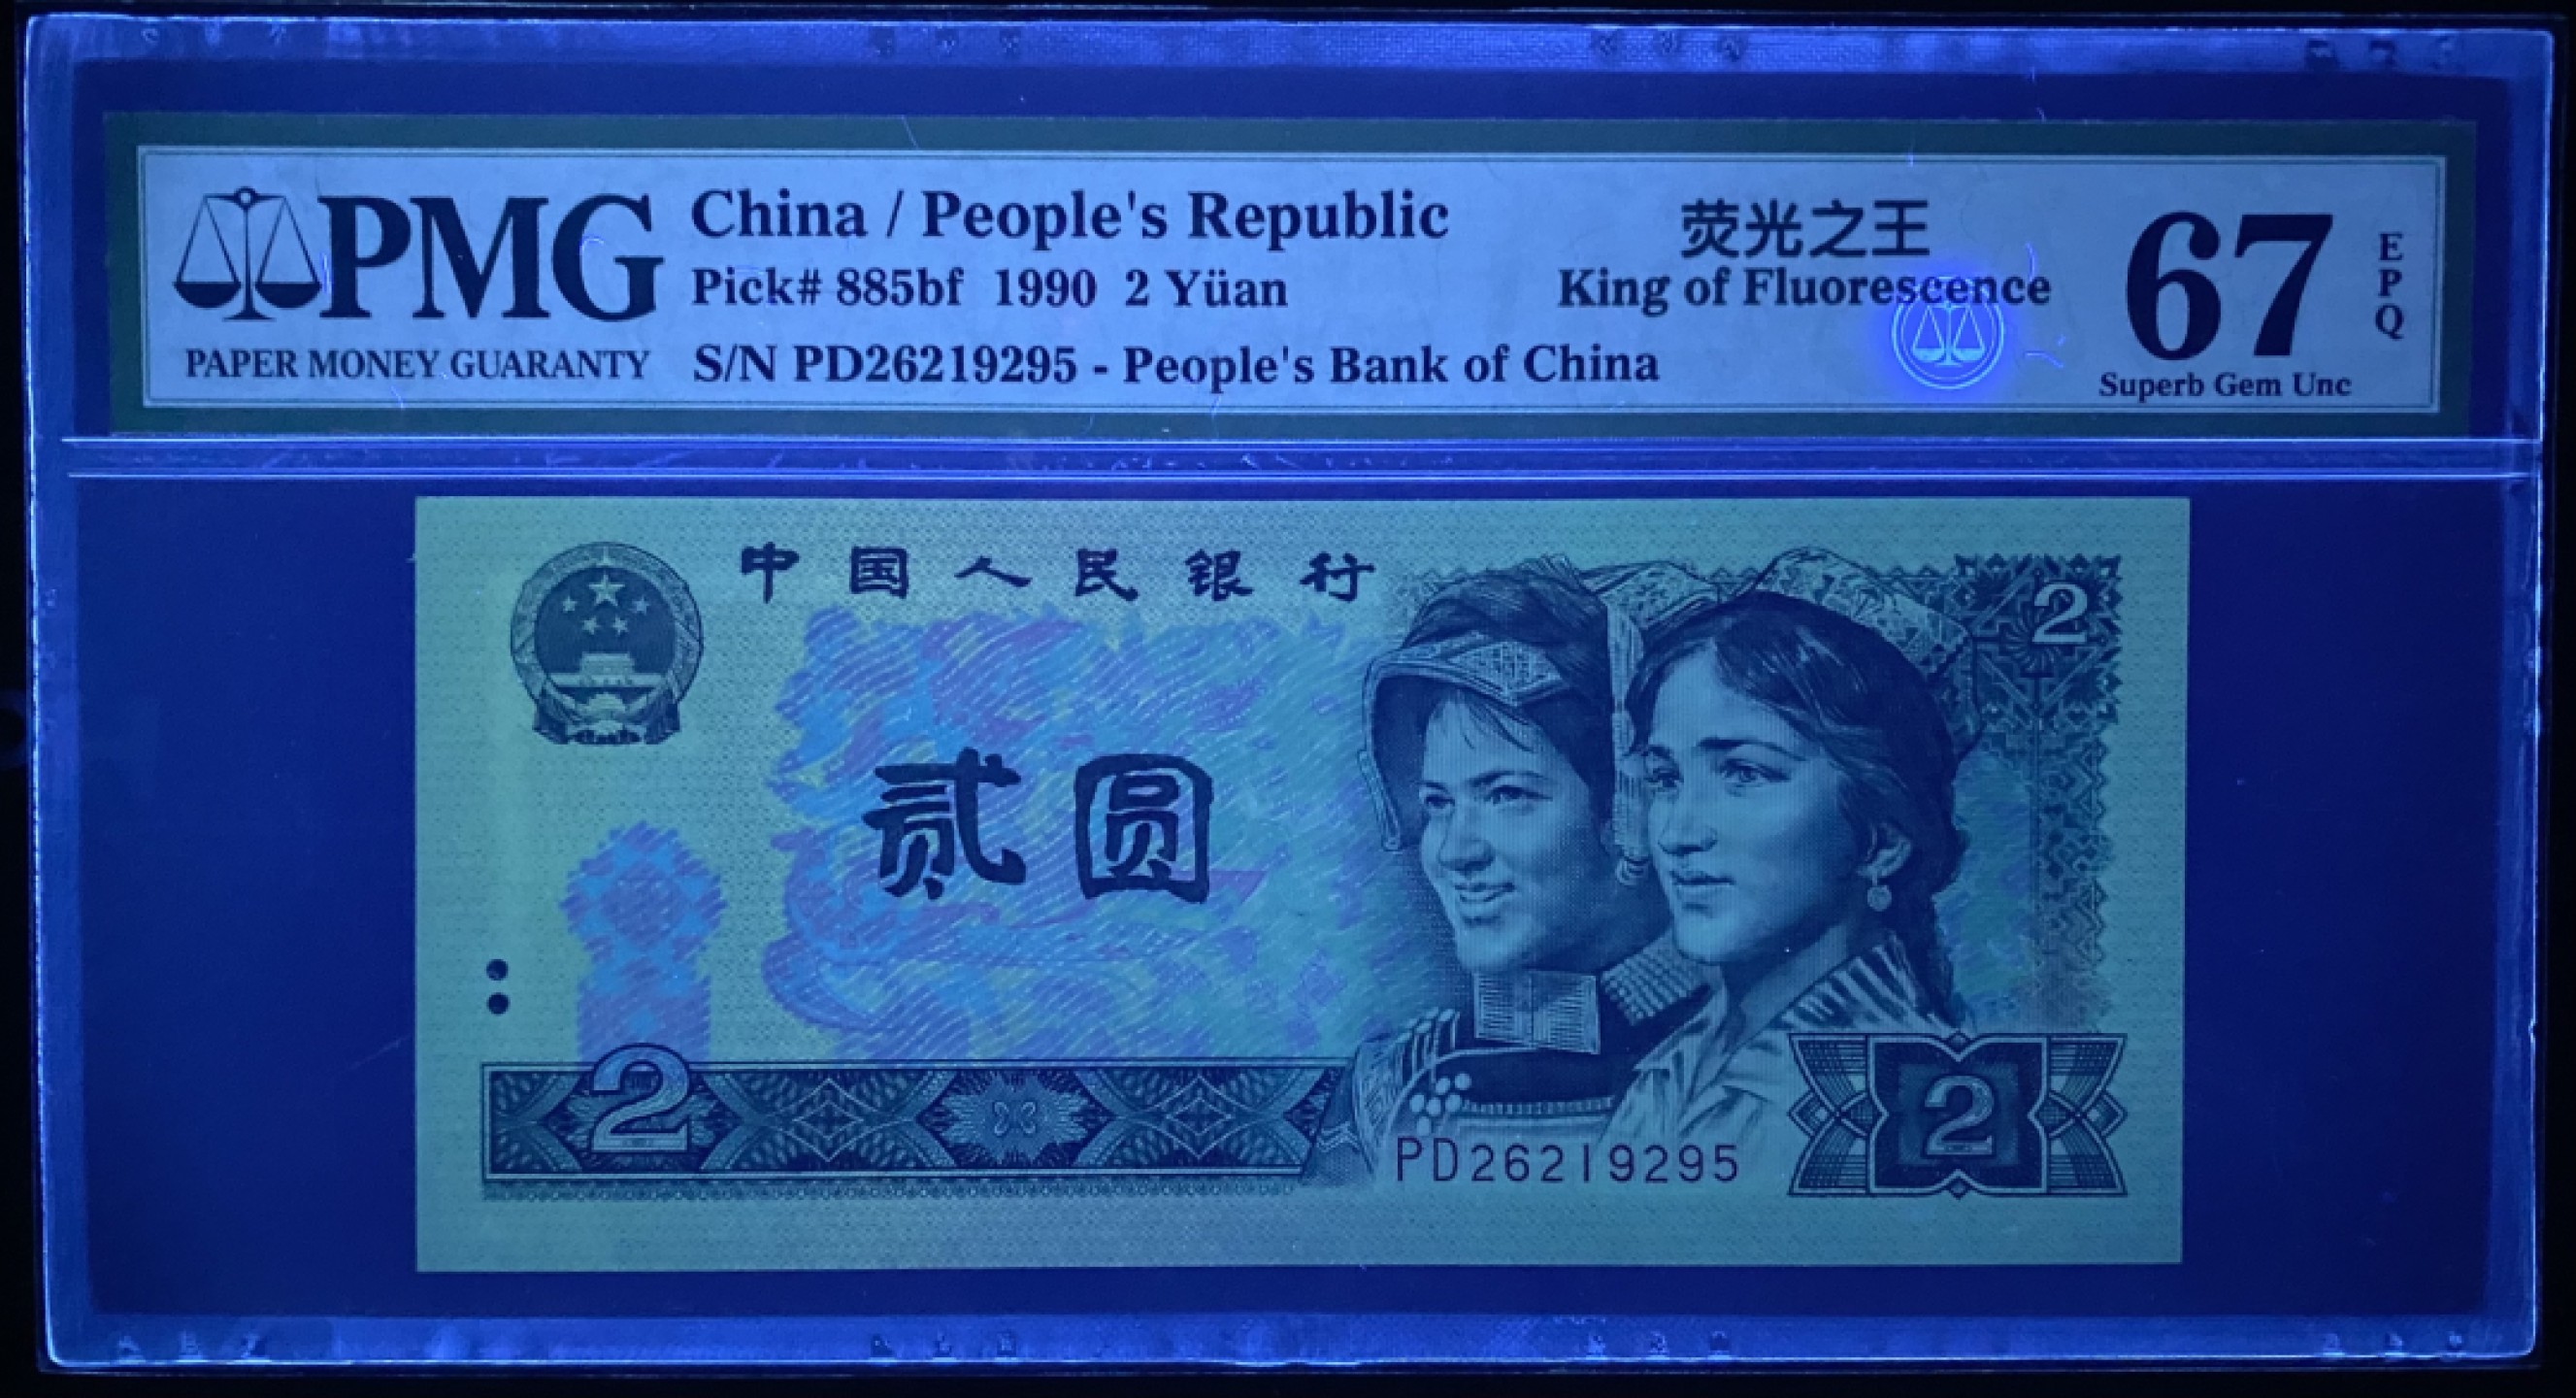 PMG
PAPER MONEY GUARANTY
China / People's Republic
Pick# 885bf 1990 2 Yüan
S/N PD26219295 - People's Bank of China
荧光之王
King of Fluorescence
67
EPQ
Superb Gem Unc
中国人民银行
2
贰圆
2
PD26219295
2